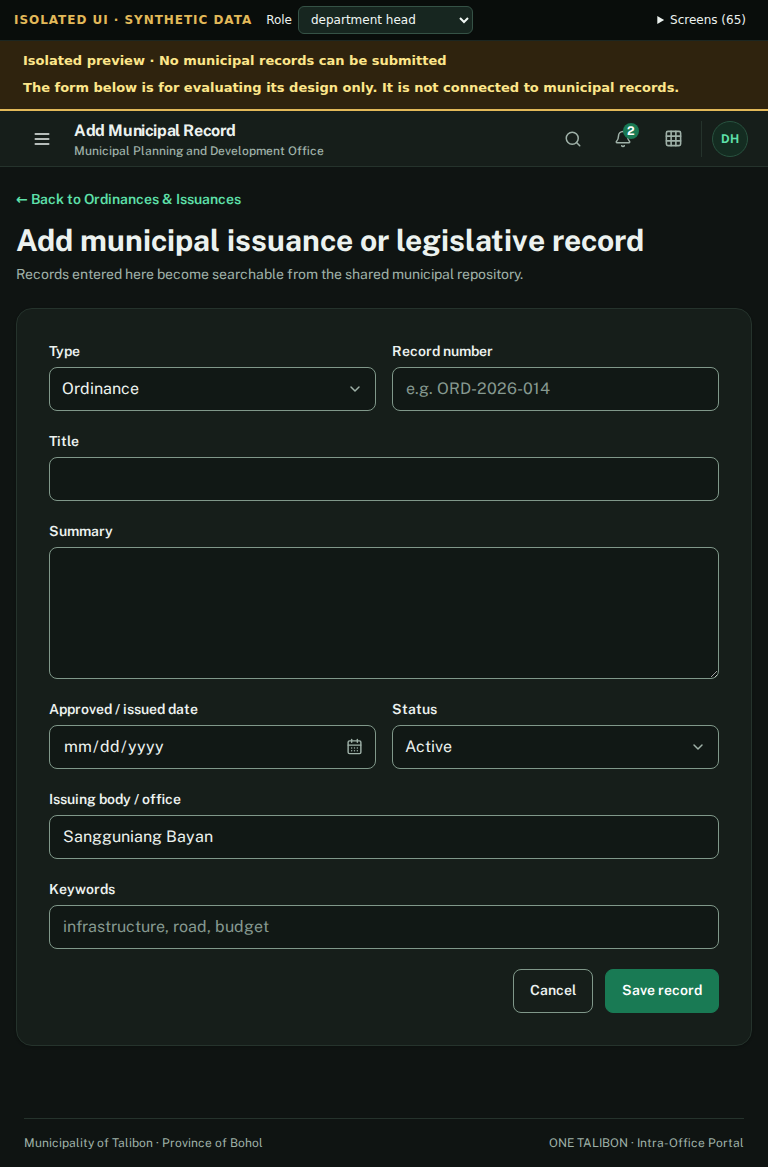 ISOLATED UI · SYNTHETIC DATA Role department head Screens (65)
Isolated preview · No municipal records can be submitted
The form below is for evaluating its design only. It is not connected to municipal records.
Add Municipal Record
Municipal Planning and Development Office
2
DH
← Back to Ordinances & Issuances
Add municipal issuance or legislative record
Records entered here become searchable from the shared municipal repository.
Type Record number
Ordinance e.g. ORD-2026-014
Title
Summary
Approved / issued date Status
mm/dd/yyyy Active
Issuing body / office
Sangguniang Bayan
Keywords
infrastructure, road, budget
Cancel Save record
Municipality of Talibon · Province of Bohol ONE TALIBON · Intra-Office Portal